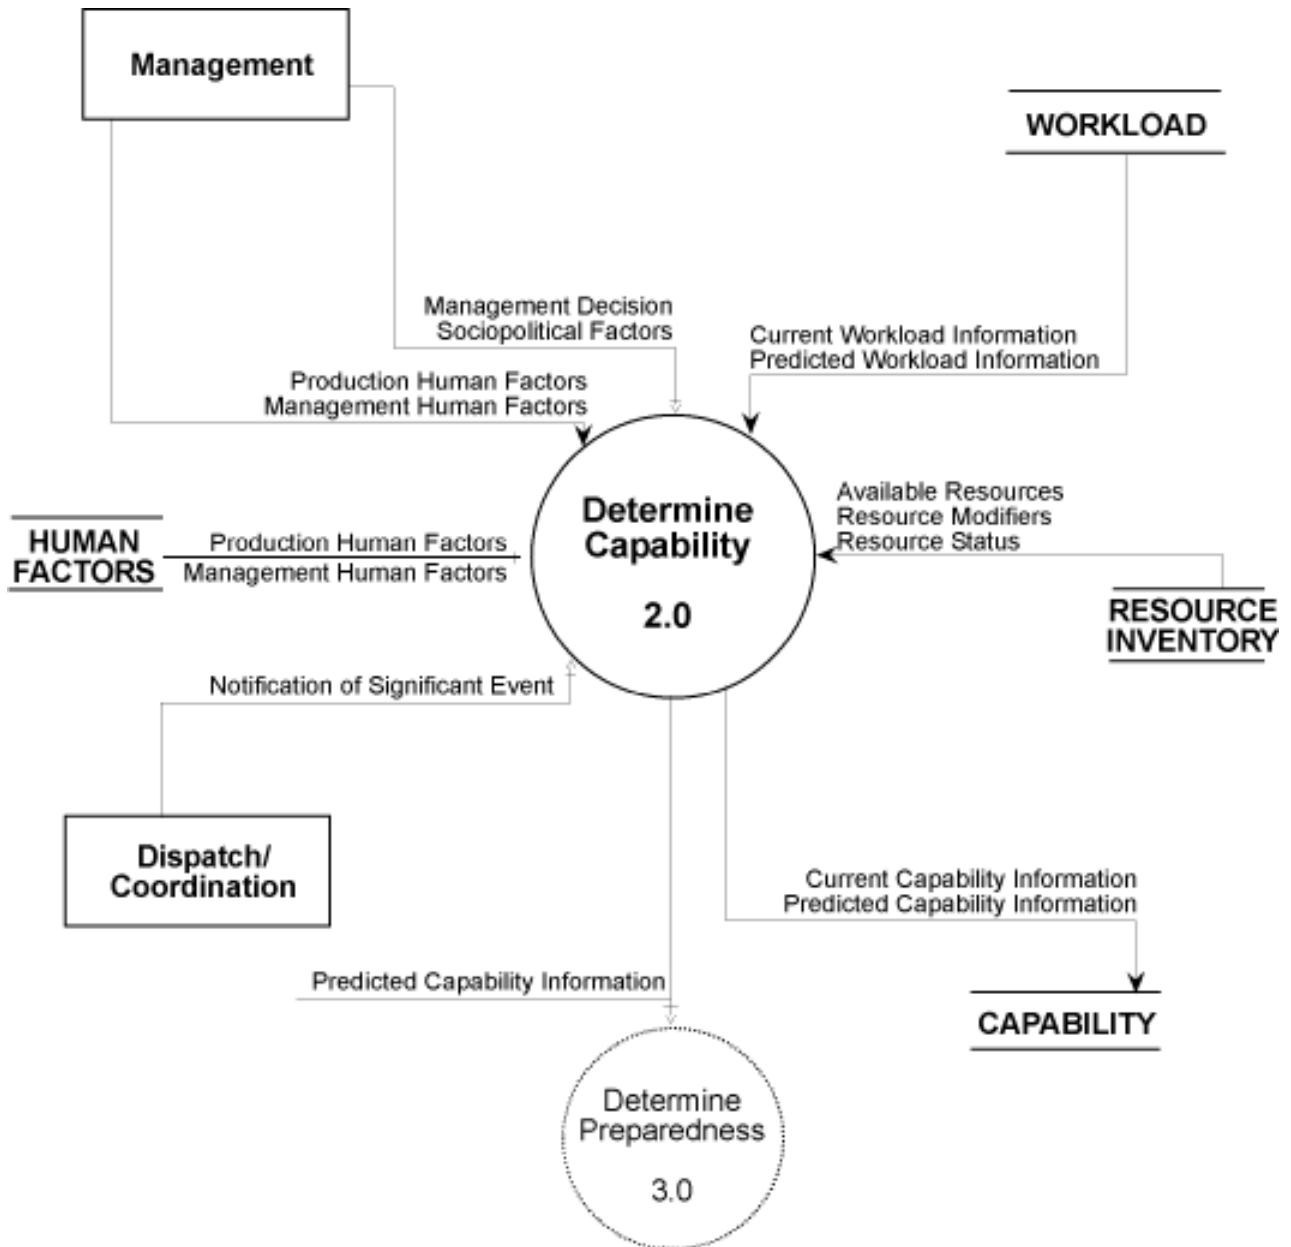 Management
WORKLOAD
Management Decision
Sociopolitical Factors
Current Workload Information
Predicted Workload Information
Production Human Factors
Management Human Factors
Available Resources
Resource Modifiers
Resource Status
Determine
Capability
2.0
HUMAN
FACTORS
Production Human Factors
Management Human Factors
RESOURCE
INVENTORY
Notification of Significant Event
Dispatch/
Coordination
Current Capability Information
Predicted Capability Information
Predicted Capability Information
CAPABILITY
Determine
Preparedness
3.0